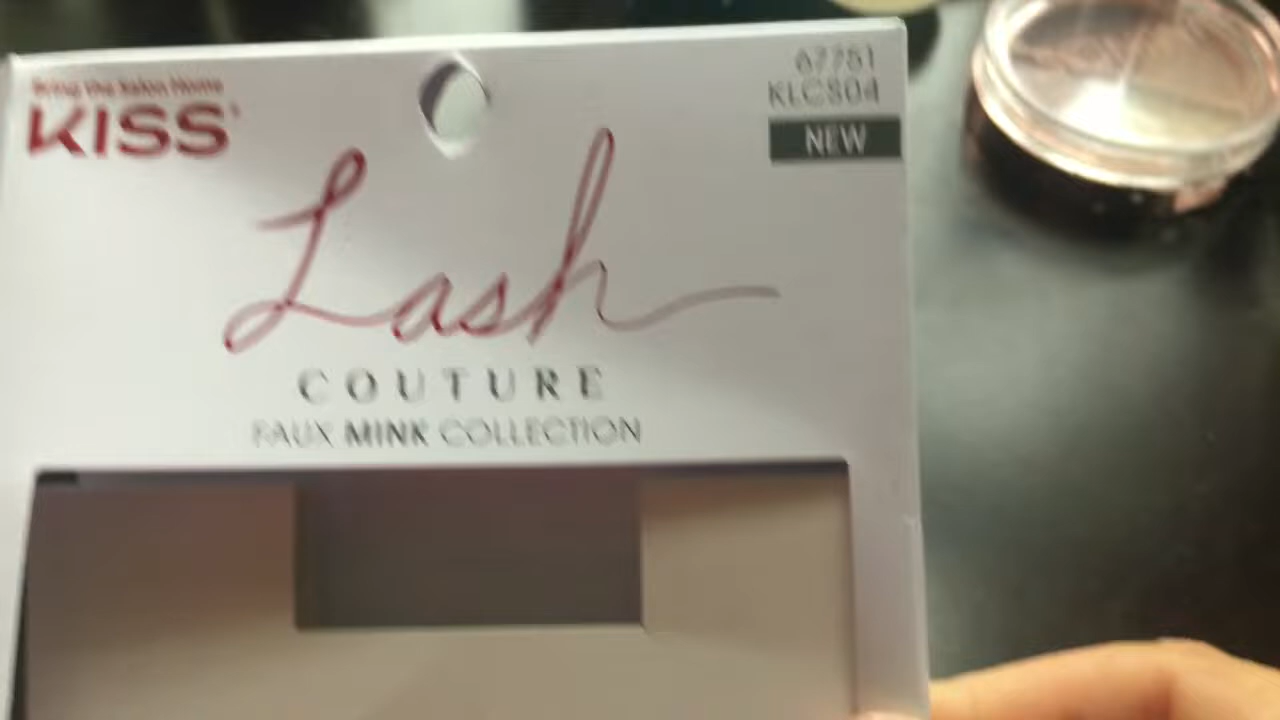 Bring the Salon Home
KISS
67751
KLCS04
NEW
Lash
COUTURE
FAUX MINK COLLECTION